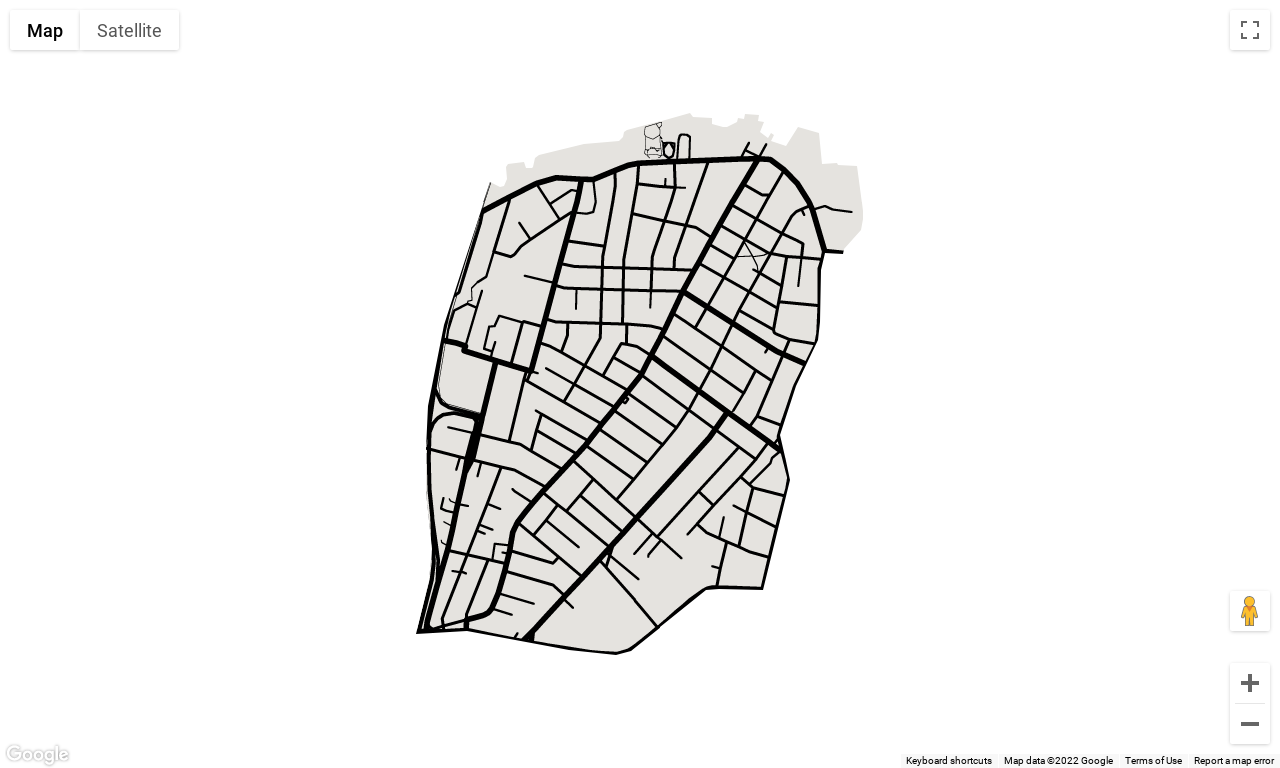 Map Satellite
Google
Keyboard shortcuts Map data ©2022 Google Terms of Use Report a map error